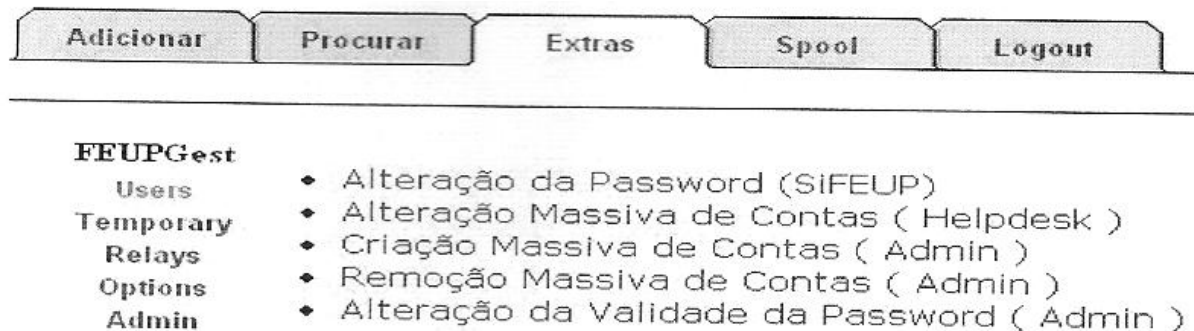 Adicionar Procurar Extras Spool Logout
FEUPGest
Users
Temporary
Relays
Options
Admin
• Alteração da Password (SiFEUP)
• Alteração Massiva de Contas ( Helpdesk )
• Criação Massiva de Contas ( Admin )
• Remoção Massiva de Contas ( Admin )
• Alteração da Validade da Password ( Admin )